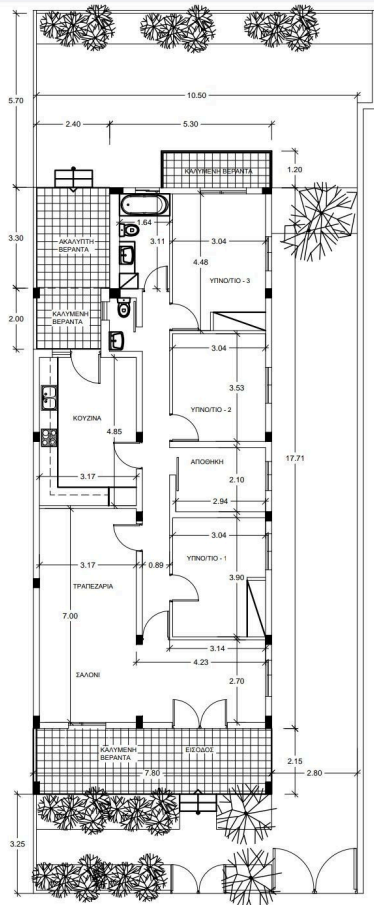 5.70
10.50
2.40
5.30
ΚΑΛΥΜΕΝΗ ΒΕΡΑΝΤΑ
1.20
1.64
3.30
ΑΚΑΛΥΠΤΗ
ΒΕΡΑΝΤΑ
3.11
3.04
4.48
ΥΠΝΟ/ΤΙΟ - 3
2.00
ΚΑΛΥΜΕΝΗ
ΒΕΡΑΝΤΑ
3.04
3.53
ΥΠΝΟ/ΤΙΟ - 2
ΚΟΥΖΙΝΑ
4.85
17.71
ΑΠΟΘΗΚΗ
2.10
3.17
2.94
3.04
ΥΠΝΟ/ΤΙΟ - 1
3.17
0.89
ΤΡΑΠΕΖΑΡΙΑ
3.90
7.00
3.14
4.23
ΣΑΛΟΝΙ
2.70
ΚΑΛΥΜΕΝΗ
ΒΕΡΑΝΤΑ
ΕΙΣΟΔΟΣ
2.15
7.80
2.80
3.25